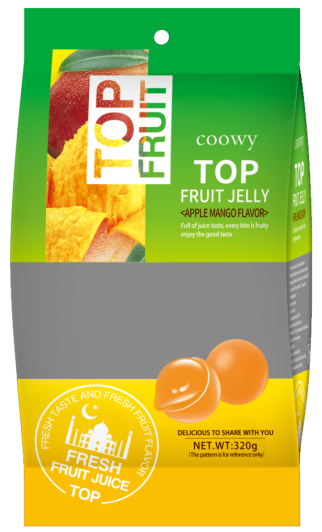 TOP
FRUIT
coowy
TOP
FRUIT JELLY
<APPLE MANGO FLAVOR>
Full of juice taste, every bite is fruity
enjoy the good taste
TOP
FRUIT JELLY
DELICIOUS TO SHARE WITH YOU
NET.WT:320g
(The pattern is for reference only)
FRESH TASTE AND FRESH FRUIT FLAVOR
FRESH
FRUIT JUICE
TOP